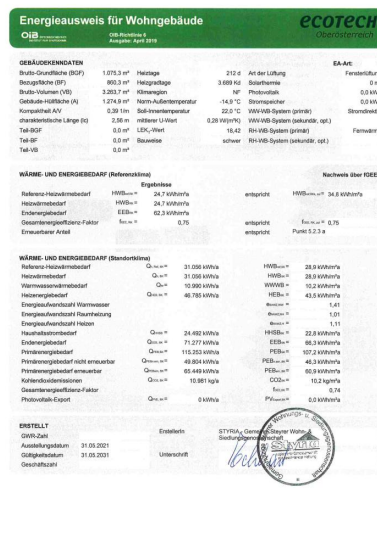 Energieausweis für Wohngebäude
ECOTECH
Oberösterreich
OiB
OIB-Richtlinie 6
Ausgabe: April 2019
GEBÄUDEKENNDATEN EA-Art:
Brutto-Grundfläche (BGF) 1.075,3 m² Heiztage 212 d Art der Lüftung Fensterlüftun
Bezugsfläche (BF) 860,3 m² Heizgradtage 3.689 Kd Solarthermie 0 m
Brutto-Volumen (VB) 3.263,7 m³ Klimaregion NF Photovoltaik 0,0 kW
Gebäude-Hüllfläche (A) 1.274,9 m² Norm-Außentemperatur -14,9 °C Stromspeicher 0,0 kW
Kompaktheit A/V 0,39 1/m Soll-Innentemperatur 22,0 °C WW-WB-System (primär) Stromdirekt
charakteristische Länge (lc) 2,56 m mittlerer U-Wert 0,28 W/(m²K) WW-WB-System (sekundär, opt.)
Teil-BGF 0,0 m² LEKT-Wert 18,42 RH-WB-System (primär) Fernwärm
Teil-BF 0,0 m² Bauweise schwer RH-WB-System (sekundär, opt.)
Teil-VB 0,0 m³
WÄRME- UND ENERGIEBEDARF (Referenzklima) Nachweis über fGEE
Ergebnisse
Referenz-Heizwärmebedarf 24,7 kWh/m²a entspricht 34,8 kWh/m²a
Heizwärmebedarf 24,7 kWh/m²a
Endenergiebedarf 62,3 kWh/m²a
Gesamtenergieeffizienz-Faktor 0,75 entspricht 0,75
Erneuerbarer Anteil entspricht Punkt 5.2.3 a
WÄRME- UND ENERGIEBEDARF (Standortklima)
Referenz-Heizwärmebedarf 31.056 kWh/a 28,9 kWh/m²a
Heizwärmebedarf 31.056 kWh/a 28,9 kWh/m²a
Warmwasserwärmebedarf 10.990 kWh/a WWWB = 10,2 kWh/m²a
Heizenergiebedarf 46.785 kWh/a 43,5 kWh/m²a
Energieaufwandszahl Warmwasser 1,41
Energieaufwandszahl Raumheizung 1,01
Energieaufwandszahl Heizen 1,11
Haushaltsstrombedarf 24.492 kWh/a HHSB = 22,8 kWh/m²a
Endenergiebedarf 71.277 kWh/a 66,3 kWh/m²a
Primärenergiebedarf 115.253 kWh/a 107,2 kWh/m²a
Primärenergiebedarf nicht erneuerbar 49.804 kWh/a 46,3 kWh/m²a
Primärenergiebedarf erneuerbar 65.449 kWh/a 60,9 kWh/m²a
Kohlendioxidemissionen 10.981 kg/a 10,2 kg/m²a
Gesamtenergieeffizienz-Faktor 0,74
Photovoltaik-Export 0 kWh/a 0,0 kWh/m²a
ERSTELLT
GWR-Zahl
Ausstellungsdatum 31.05.2021
Gültigkeitsdatum 31.05.2031
Geschäftszahl
ErstellerIn STYRIA - Gemein. Steyrer Wohn- &
Siedlungsgenossenschaft
Unterschrift
STYRIA